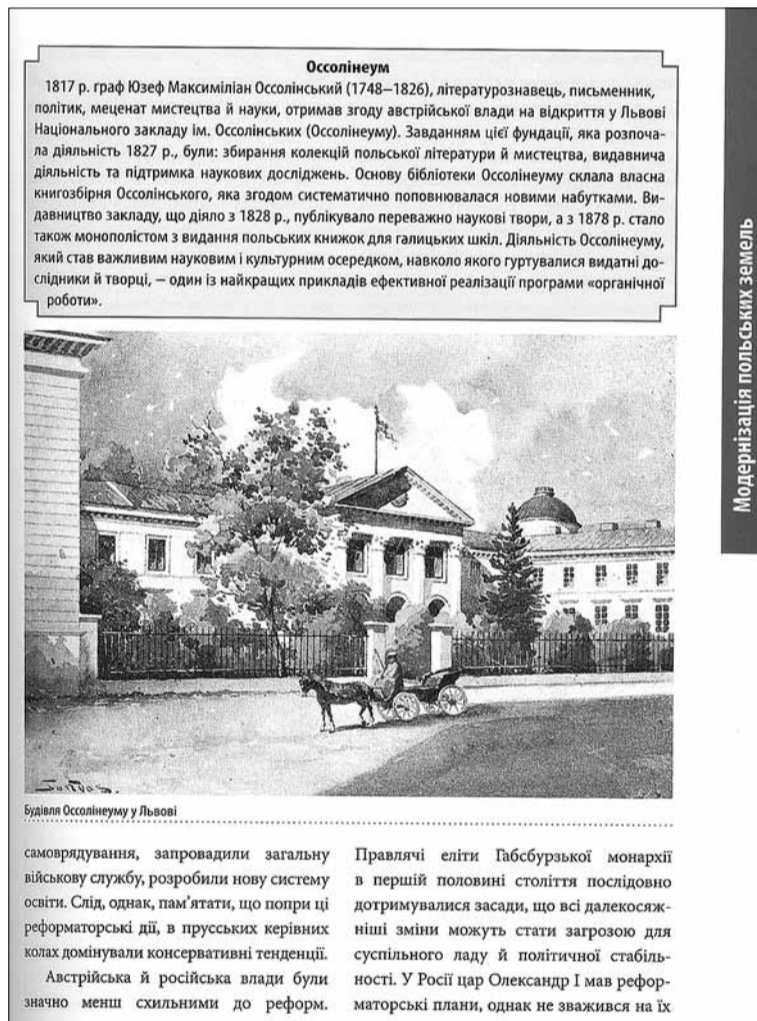 Оссолінеум
1817 р. граф Юзеф Максиміліан Оссолінський (1748–1826), літературознавець, письменник,
політик, меценат мистецтва й науки, отримав згоду австрійської влади на відкриття у Львові
Національного закладу ім. Оссолінських (Оссолінеуму). Завданням цієї фундації, яка розпоча-
ла діяльність 1827 р., були: збирання колекцій польської літератури й мистецтва, видавнича
діяльність та підтримка наукових досліджень. Основу бібліотеки Оссолінеуму склала власна
книгозбірня Оссолінського, яка згодом систематично поповнювалася новими набутками. Ви-
давництво закладу, що діяло з 1828 р., публікувало переважно наукові твори, а з 1878 р. стало
також монополістом з видання польських книжок для галицьких шкіл. Діяльність Оссолінеуму,
який став важливим науковим і культурним осередком, навколо якого гуртувалися видатні до-
слідники й творці, – один із найкращих прикладів ефективної реалізації програми «органічної
роботи».
Модернізація польських земель
Будівля Оссолінеуму у Львові
самоврядування, запровадили загальну
військову службу, розробили нову систему
освіти. Слід, однак, пам’ятати, що попри ці
реформаторські дії, в прусських керівних
колах домінували консервативні тенденції.
Австрійська й російська влади були
значно менш схильними до реформ.
Правлячі еліти Габсбурзької монархії
в першій половині століття послідовно
дотримувалися засади, що всі далекосяж-
ніші зміни можуть стати загрозою для
суспільного ладу й політичної стабіль-
ності. У Росії цар Олександр І мав рефор-
маторські плани, однак не зважився на їх